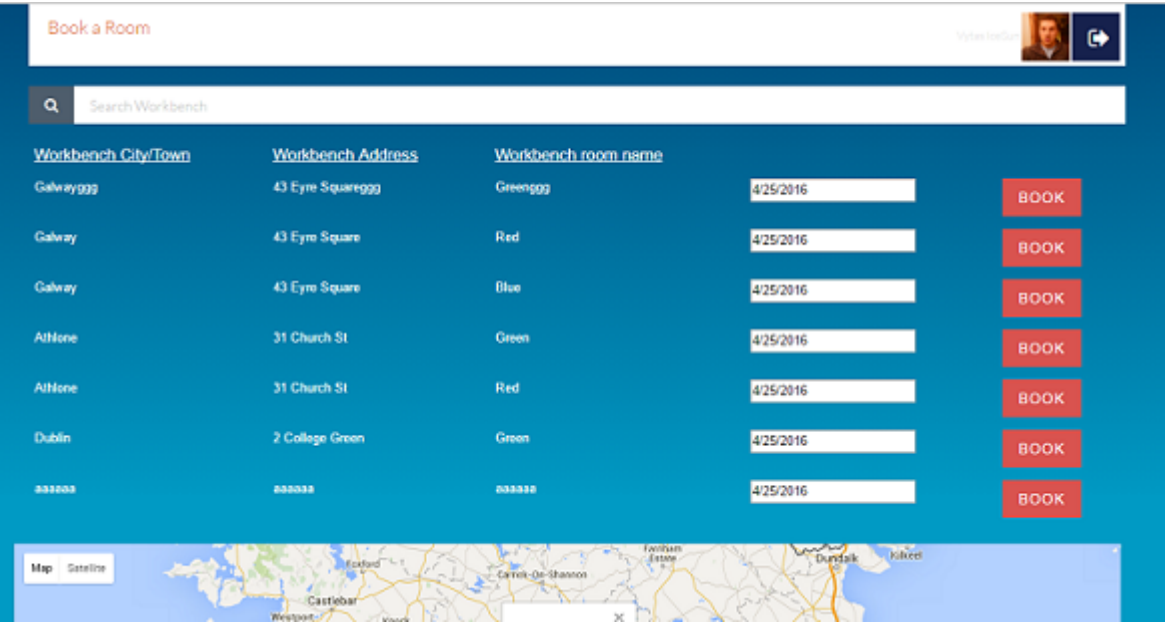 Book a Room
Search Workbench
Workbench City/Town Workbench Address Workbench room name
Galwayggg 43 Eyre Squareggg Greenggg 4/25/2016 BOOK
Galway 43 Eyre Square Red 4/25/2016 BOOK
Galway 43 Eyre Square Blue 4/25/2016 BOOK
Athlone 31 Church St Green 4/25/2016 BOOK
Athlone 31 Church St Red 4/25/2016 BOOK
Dublin 2 College Green Green 4/25/2016 BOOK
aaaaaa aaaaaa aaaaaa 4/25/2016 BOOK
Map Satellite
Foxford
Carrick-On-Shannon
Farnham
Estate
Dundalk
Kilkeel
Castlebar
Westport
Knock